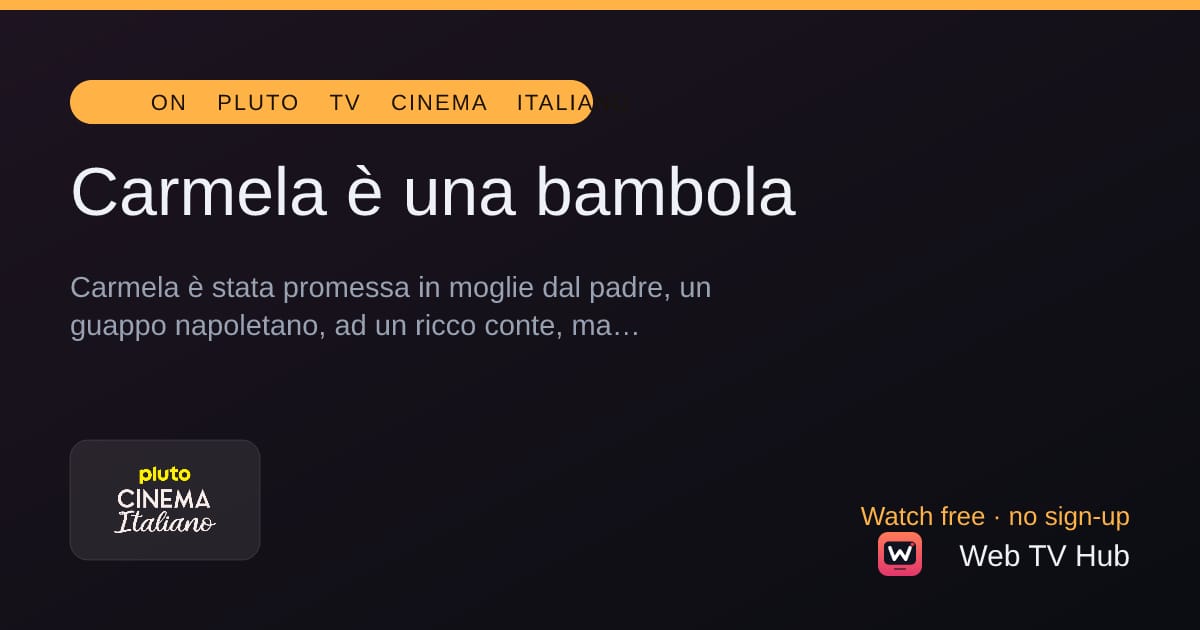 ON PLUTO TV CINEMA ITALIA
Carmela è una bambola
Carmela è stata promessa in moglie dal padre, un
guappo napoletano, ad un ricco conte, ma…
pluto
CINEMA
Italiano
Watch free · no sign-up
W
Web TV Hub